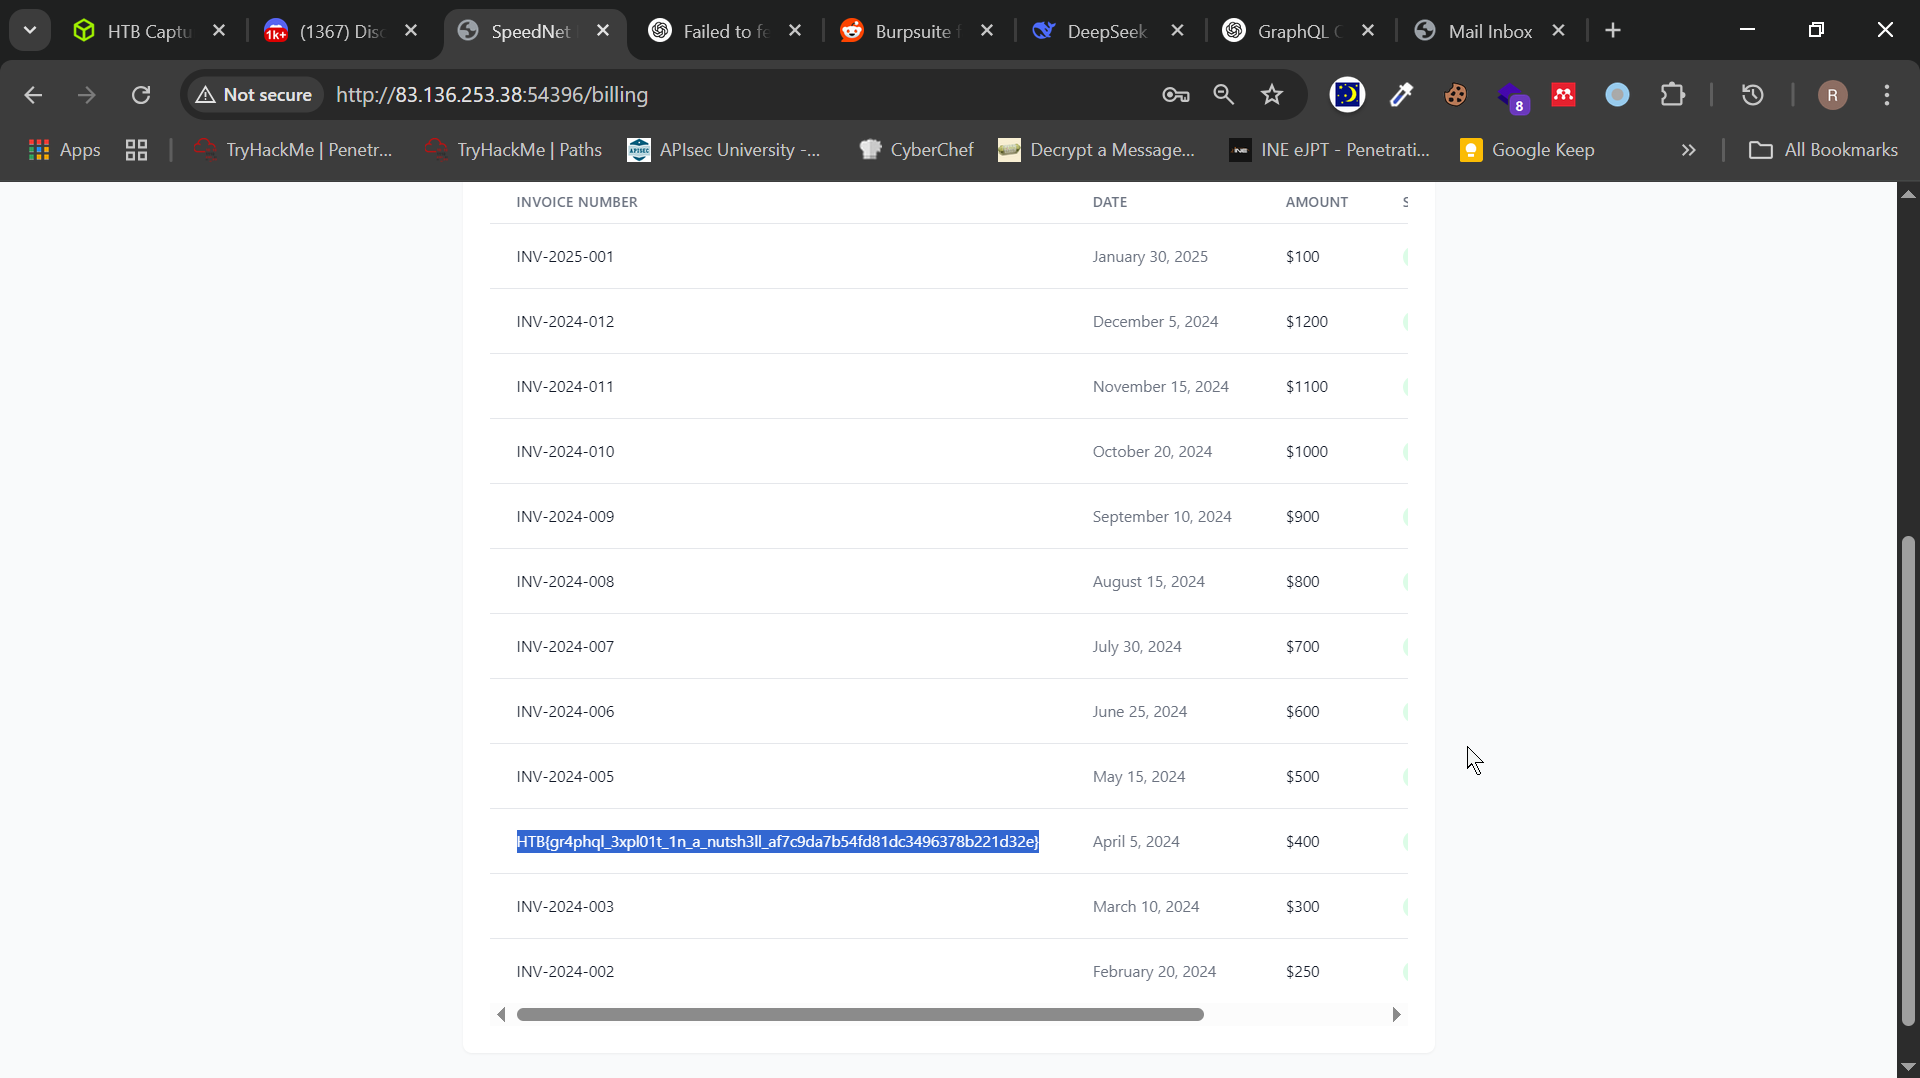 HTB Captu
1k+ (1367) Disc
SpeedNet
Failed to fe
Burpsuite f
DeepSeek
GraphQL C
Mail Inbox
Not secure http://83.136.253.38:54396/billing
8
R
Apps
TryHackMe | Penetr...
TryHackMe | Paths
APISEC
APIsec University -...
CyberChef
Decrypt a Message...
INE
INE eJPT - Penetrati...
Google Keep
»
All Bookmarks
INVOICE NUMBER DATE AMOUNT S
INV-2025-001 January 30, 2025 $100
INV-2024-012 December 5, 2024 $1200
INV-2024-011 November 15, 2024 $1100
INV-2024-010 October 20, 2024 $1000
INV-2024-009 September 10, 2024 $900
INV-2024-008 August 15, 2024 $800
INV-2024-007 July 30, 2024 $700
INV-2024-006 June 25, 2024 $600
INV-2024-005 May 15, 2024 $500
HTB{gr4phql_3xpl01t_1n_a_nutsh3ll_af7c9da7b54fd81dc3496378b221d32e} April 5, 2024 $400
INV-2024-003 March 10, 2024 $300
INV-2024-002 February 20, 2024 $250